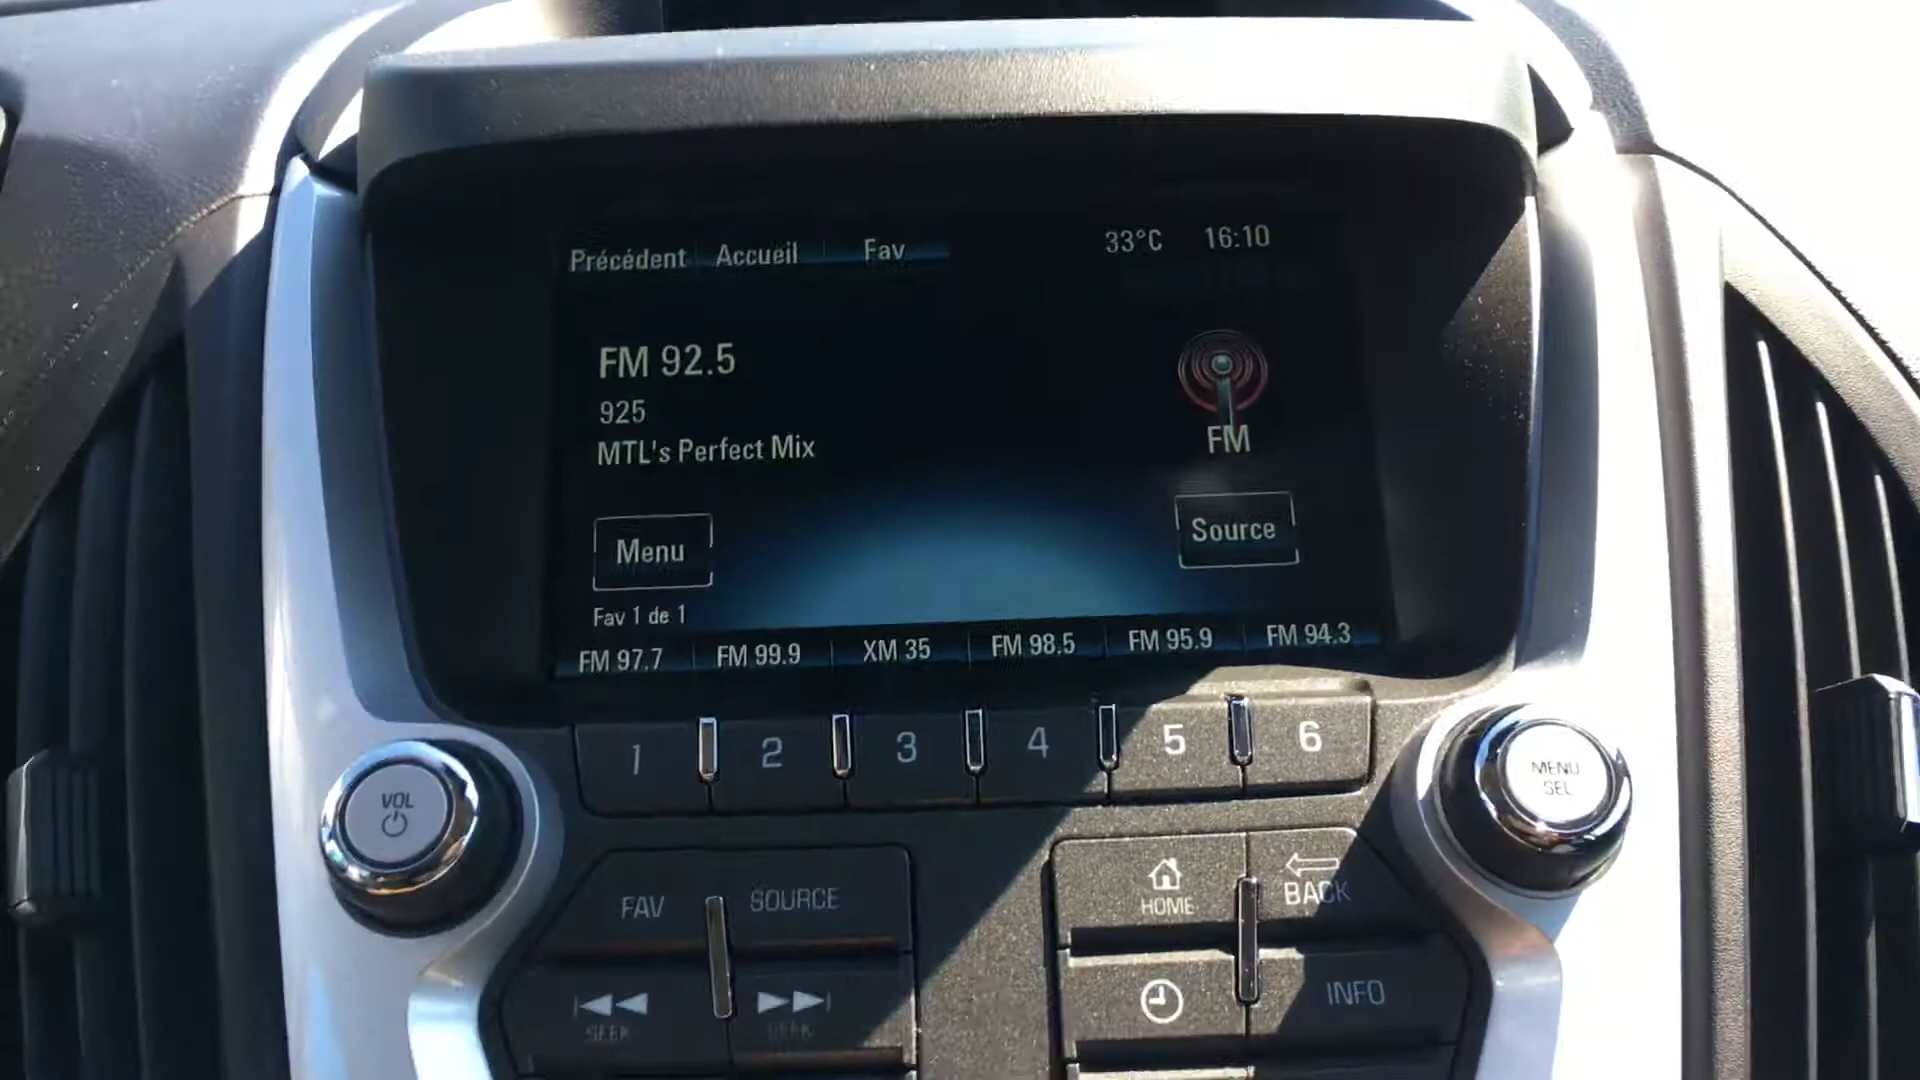 Précédent Accueil Fav 33°C 16:10
FM 92.5
925
MTL's Perfect Mix
FM
Menu
Source
Fav 1 de 1
FM 97.7 FM 99.9 XM 35 FM 98.5 FM 95.9 FM 94.3
1 2 3 4 5 6
VOL
MENU
SEL
FAV SOURCE
HOME
BACK
SEEK SEEK
INFO